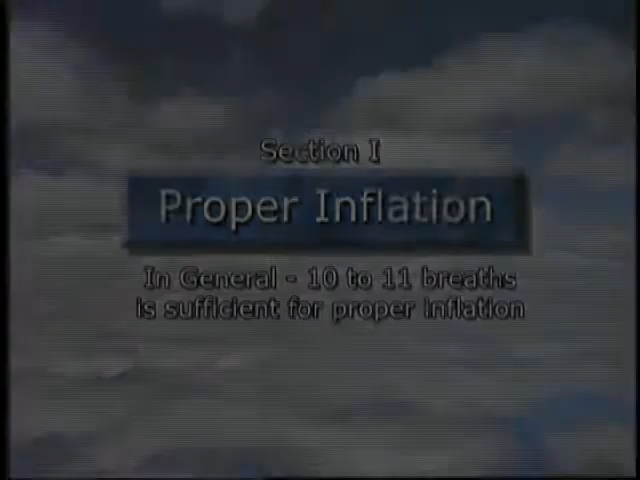 Section I
Proper Inflation
In General - 10 to 11 breaths
is sufficient for proper inflation